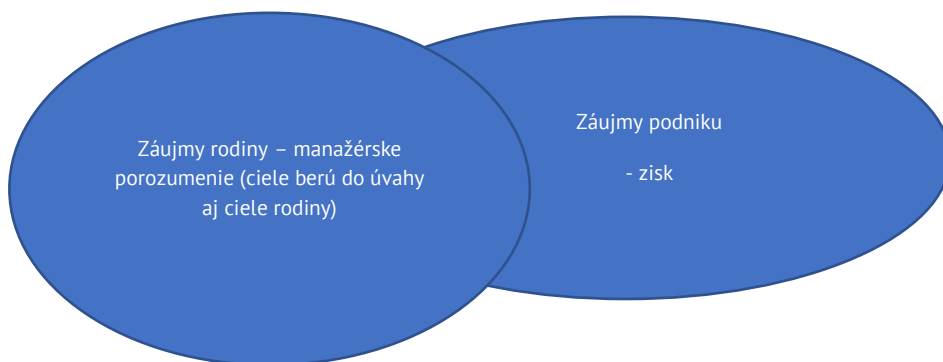 Záujmy rodiny – manažérske
porozumenie (ciele berú do úvahy
aj ciele rodiny)
Záujmy podniku
- zisk